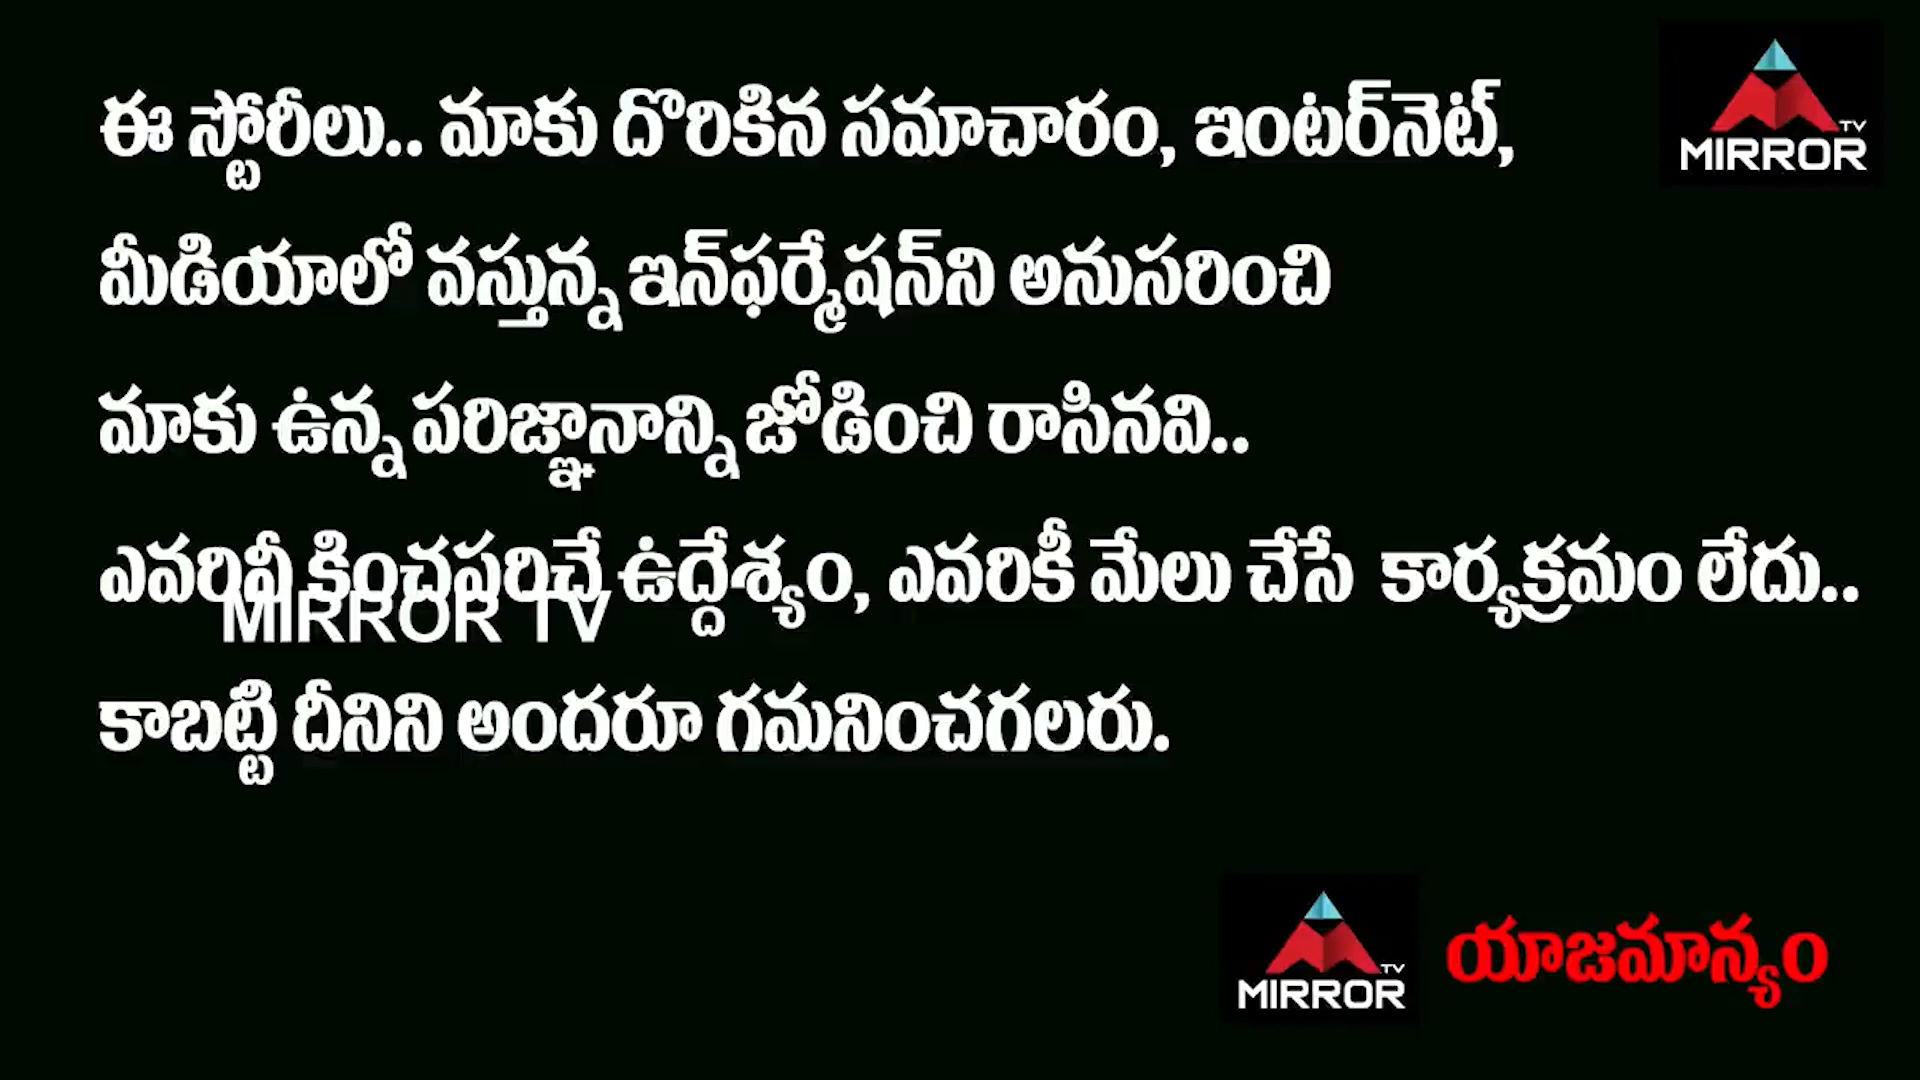 ఈ స్టోరీలు.. మాకు దొరికిన సమాచారం, ఇంటర్‌నెట్,
TV
MIRROR
మీడియాలో వస్తున్న ఇన్‌ఫర్మేషన్‌ని అనుసరించి
మాకు ఉన్న పరిజ్ఞానాన్ని జోడించి రాసినవి..
ఎవరినీ కించపరిచే ఉద్దేశ్యం, ఎవరికీ మేలు చేసే కార్యక్రమం లేదు..
MIRROR TV
కాబట్టి దీనిని అందరూ గమనించగలరు.
TV
MIRROR
యాజమాన్యం